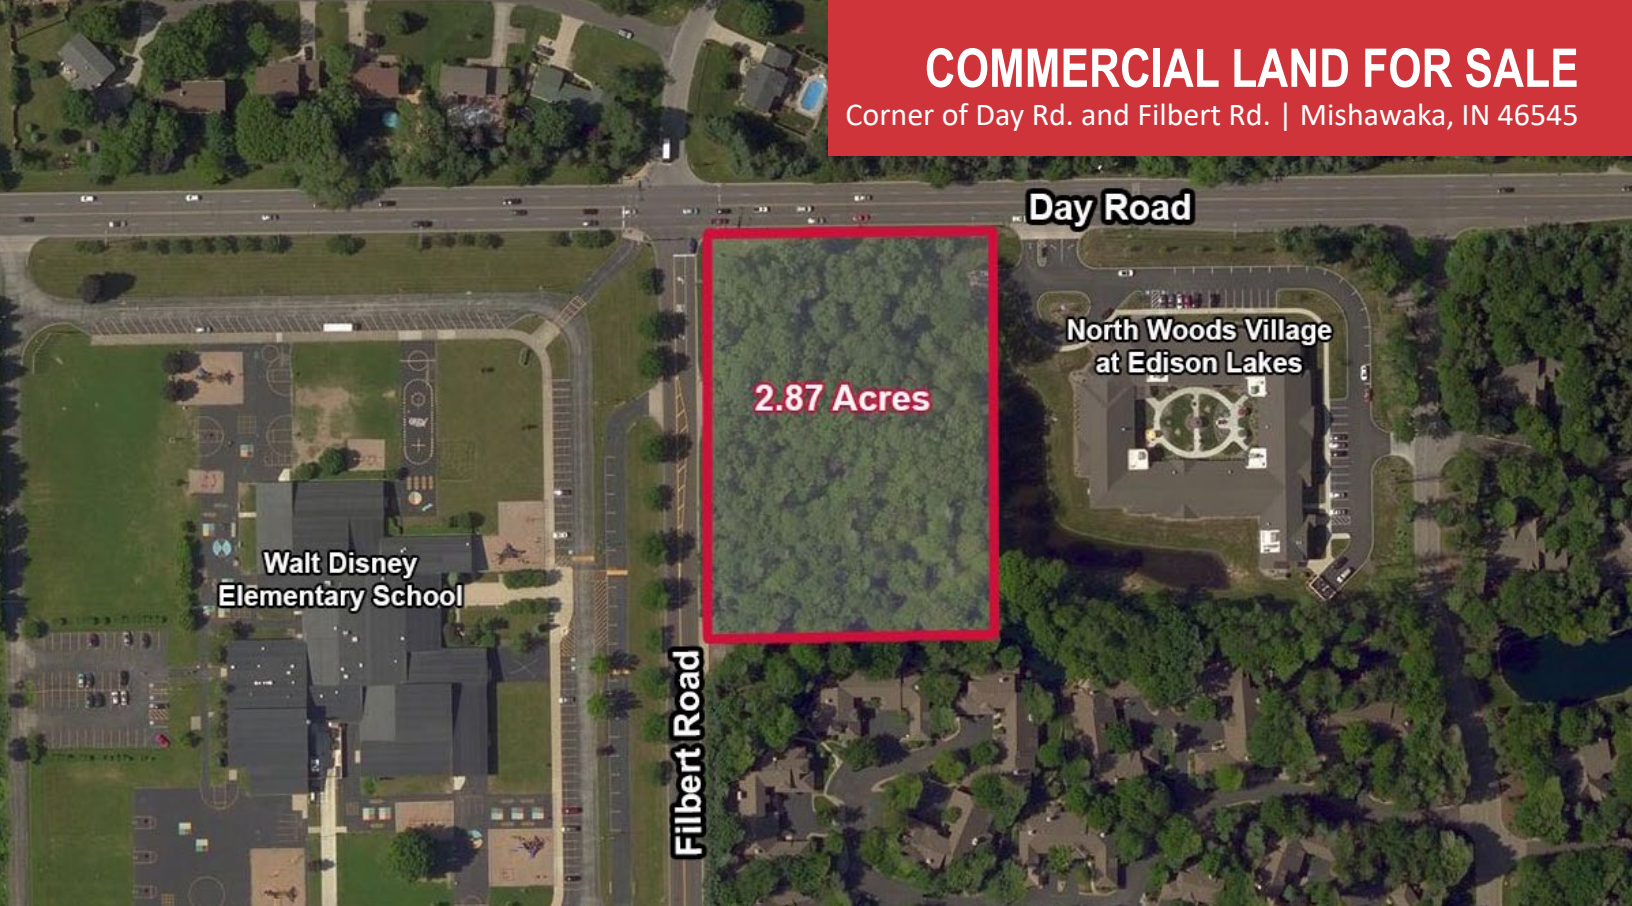 COMMERCIAL LAND FOR SALE
Corner of Day Rd. and Filbert Rd. | Mishawaka, IN 46545
Day Road
North Woods Village
at Edison Lakes
2.87 Acres
Walt Disney
Elementary School
Filbert Road